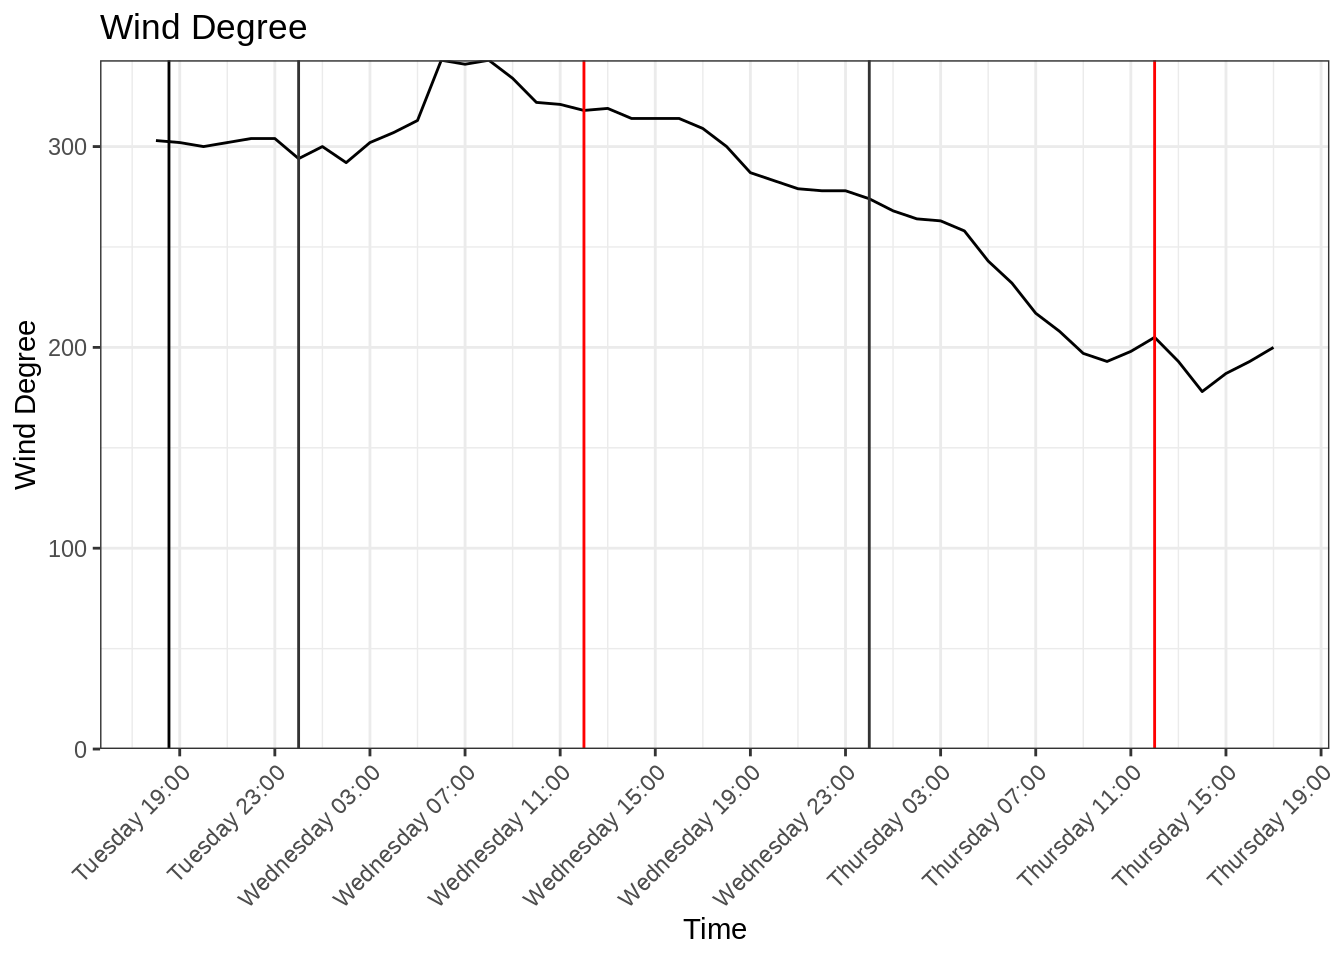 Wind Degree
Wind Degree
300
200
100
0
Tuesday 19:00
Tuesday 23:00
Wednesday 03:00
Wednesday 07:00
Wednesday 11:00
Wednesday 15:00
Wednesday 19:00
Wednesday 23:00
Thursday 03:00
Thursday 07:00
Thursday 11:00
Thursday 15:00
Thursday 19:00
Time